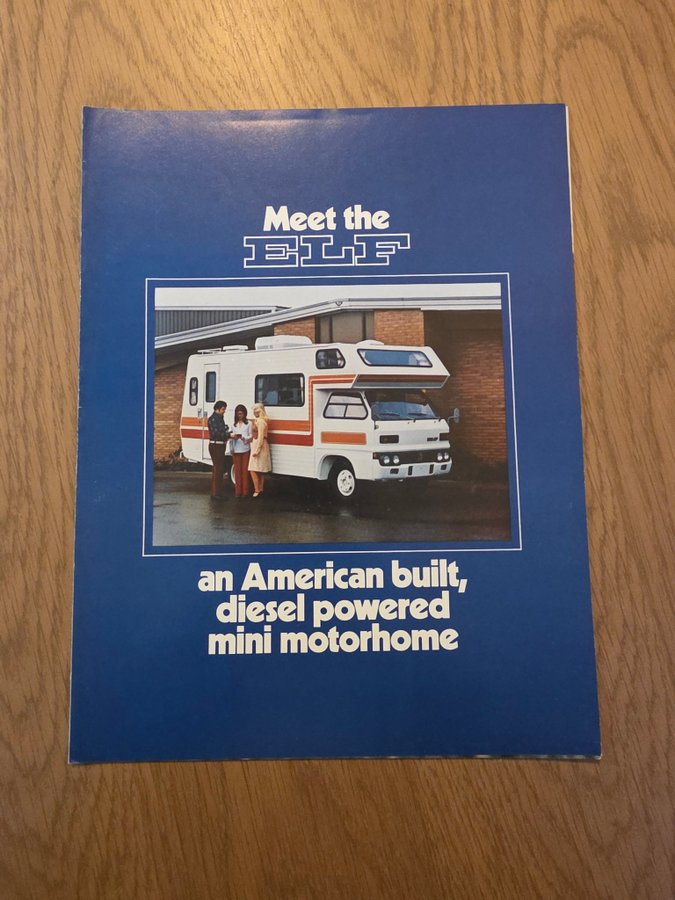 Meet the
ELF
an American built,
diesel powered
mini motorhome